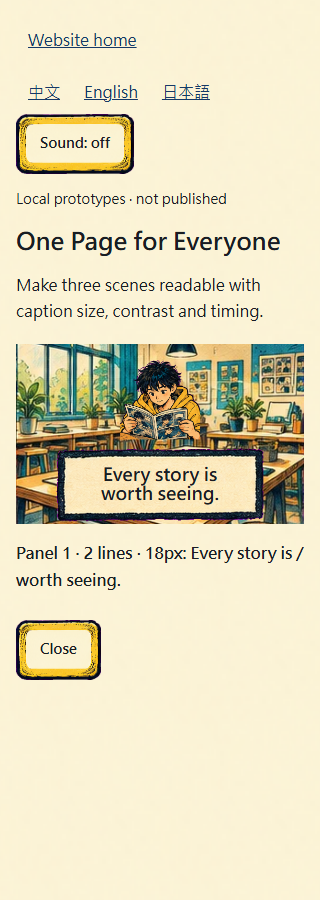 Website home
中文 English 日本語
Sound: off
Local prototypes · not published
One Page for Everyone
Make three scenes readable with
caption size, contrast and timing.
Every story is
worth seeing.
Panel 1 · 2 lines · 18px: Every story is /
worth seeing.
Close